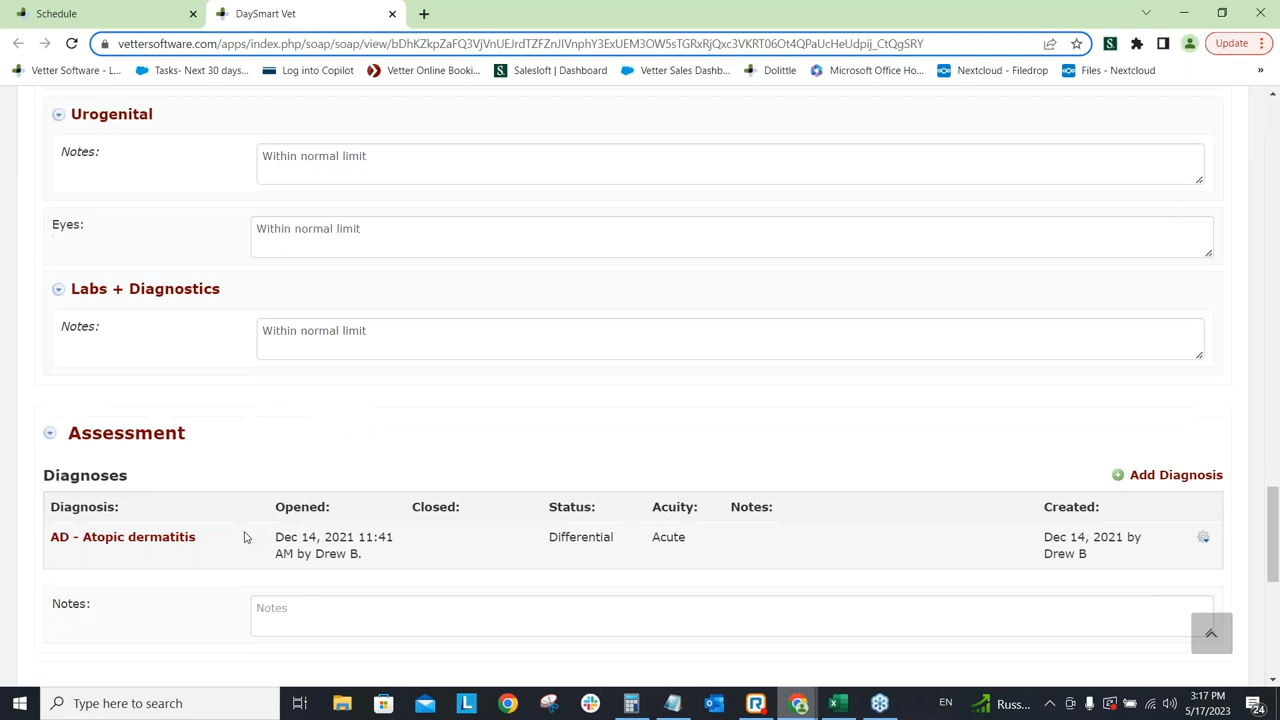 Schedule
DaySmart Vet
vettersoftware.com/apps/index.php/soap/soap/view/bDhKZkpZaFQ3VjVnUEJrdTZFZnJlVnphY3ExUEM3OW5sTGRxRjQxc3VKRT06Ot4QPaUcHeUdpij_CtQgSRY
Update
Vetter Software - L...
Tasks- Next 30 days...
Log into Copilot
Vetter Online Booki...
Salesloft | Dashboard
Vetter Sales Dashb...
Dolittle
Microsoft Office Ho...
Nextcloud - Filedrop
Files - Nextcloud
»
Urogenital
Notes:
Within normal limit
Eyes:
Within normal limit
Labs + Diagnostics
Notes:
Within normal limit
Assessment
Diagnoses
Add Diagnosis
Diagnosis: Opened: Closed: Status: Acuity: Notes: Created:
AD - Atopic dermatitis Dec 14, 2021 11:41 Differential Acute Dec 14, 2021 by
AM by Drew B. Drew B
Notes:
Notes
Type here to search
EN
Russ...
3:17 PM
5/17/2023
24